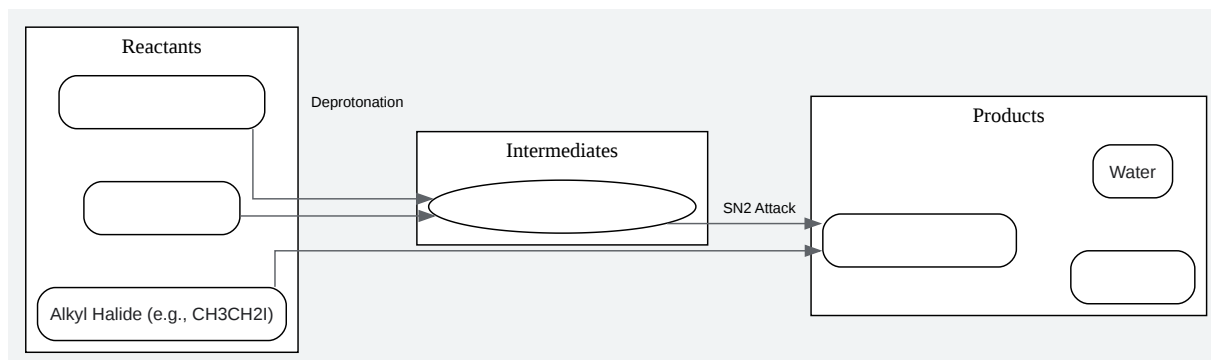 Reactants
Deprotonation
Alkyl Halide (e.g., CH3CH2I)
Intermediates
SN2 Attack
Products
Water